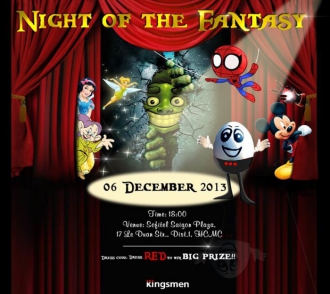 Night of the Fantasy
06 December 2013
Time: 18:00
Venue: Sofitel Saigon Plaza,
17 Le Duan Str., Dist.1, HCMC
Dress code: Dress RED to win BIG PRIZE!!
Kingsmen